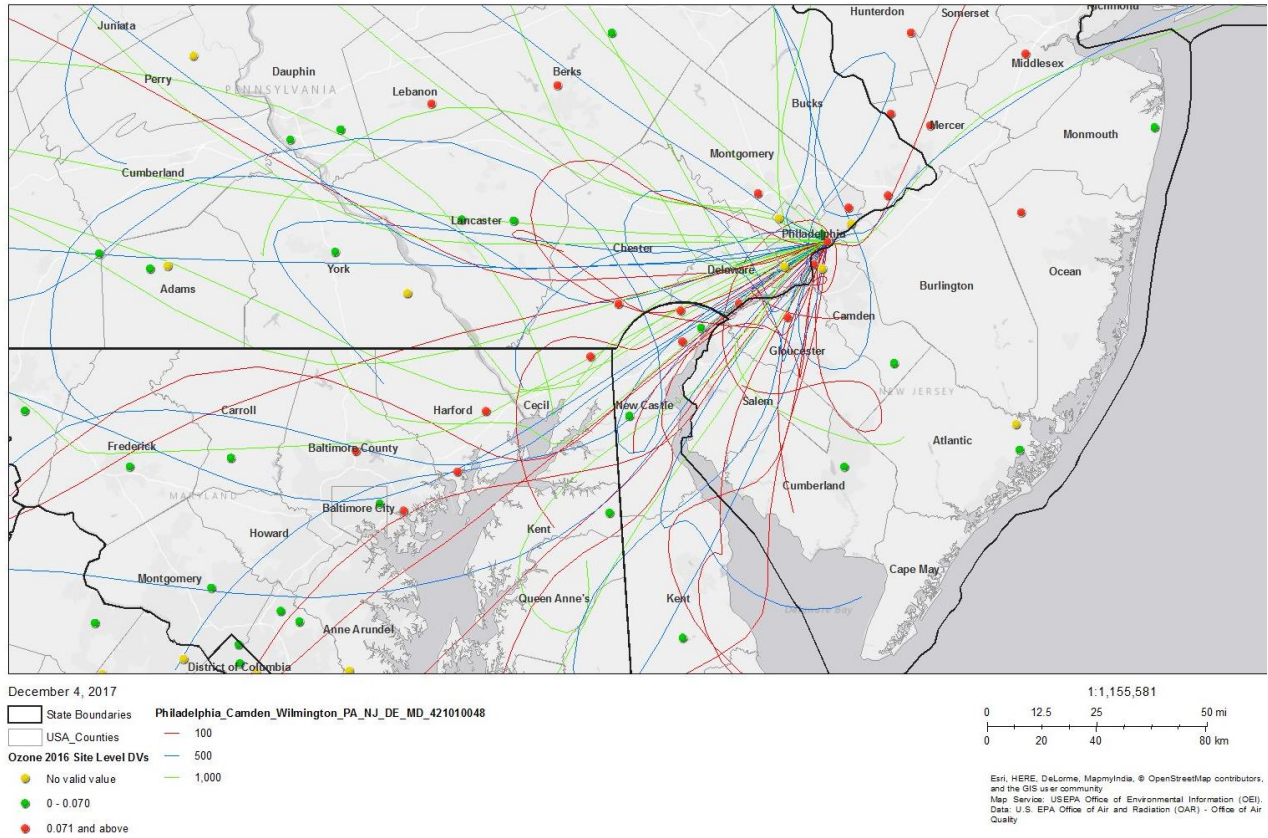 Juniata
Hunterdon
Somerset
Richmond
Perry
Dauphin
PENNSYLVANIA
Lebanon
Berks
Middlesex
Bucks
Mercer
Monmouth
Montgomery
Cumberland
Lancaster
Chester
Philadelphia
Delaware
York
Ocean
Adams
Burlington
Camden
Gloucester
NEW JERSEY
Salem
Carroll
Harford
Cecil
New Castle
Frederick
Baltimore County
Atlantic
Cumberland
MARYLAND
Baltimore City
Howard
Kent
Montgomery
Cape May
Queen Anne's
Kent
Delaware Bay
Anne Arundel
District of Columbia
December 4, 2017
State Boundaries
USA_Counties
Ozone 2016 Site Level DVs
No valid value
0 - 0.070
0.071 and above
Philadelphia_Camden_Wilmington_PA_NJ_DE_MD_421010048
100
500
1,000
1:1,155,581
0 12.5 25 50 mi
0 20 40 80 km
Esri, HERE, DeLorme, MapmyIndia, © OpenStreetMap contributors,
and the GIS user community
Map Service: USEPA Office of Environmental Information (OEI).
Data: U.S. EPA Office of Air and Radiation (OAR) - Office of Air
Quality